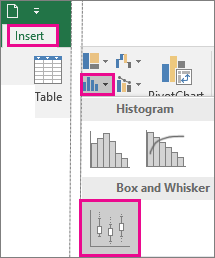 Insert
Table
PivotChart
Histogram
Box and Whisker